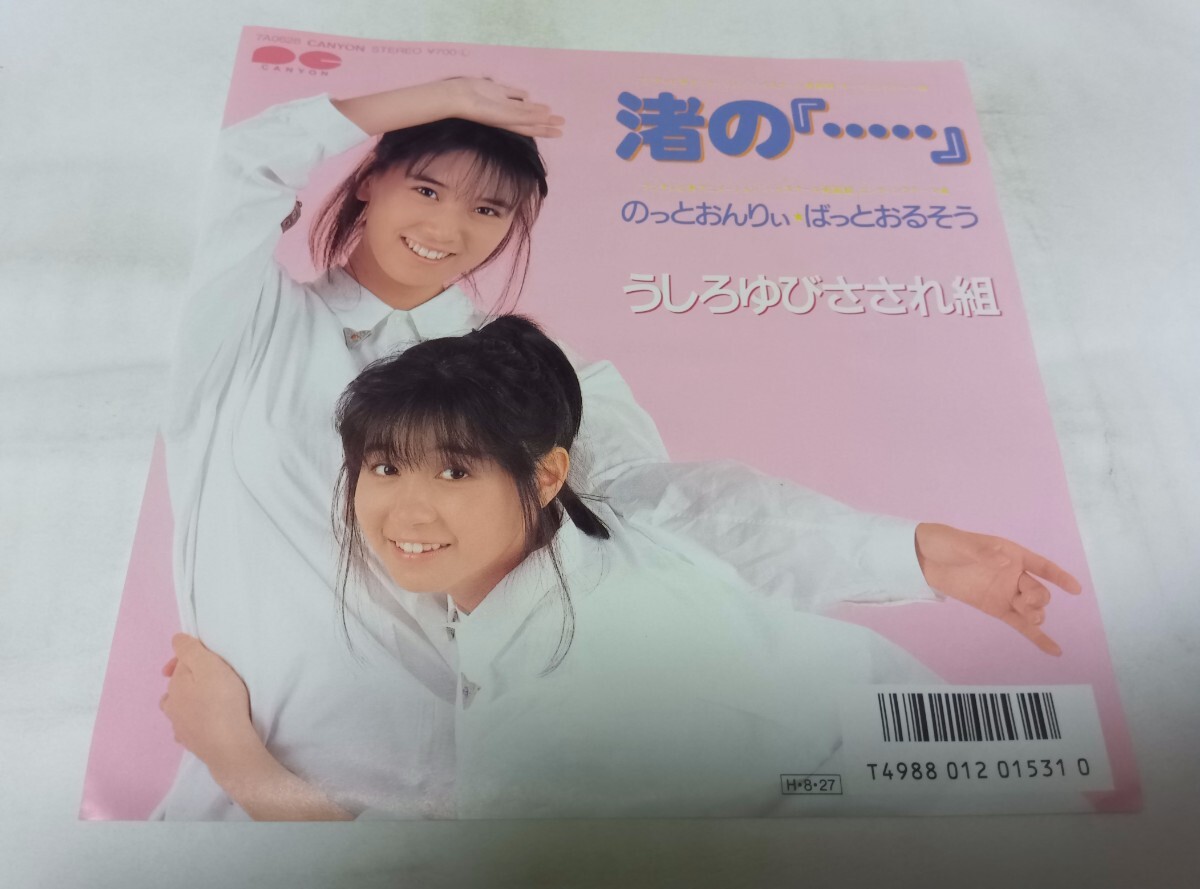 7A0628 CANYON STEREO ¥700-L
CANYON
渚の『・・・・・』
のっとおんりぃ★ばっとおるそう
うしろゆびさされ組
T4988 012 01531 0
H・8・27